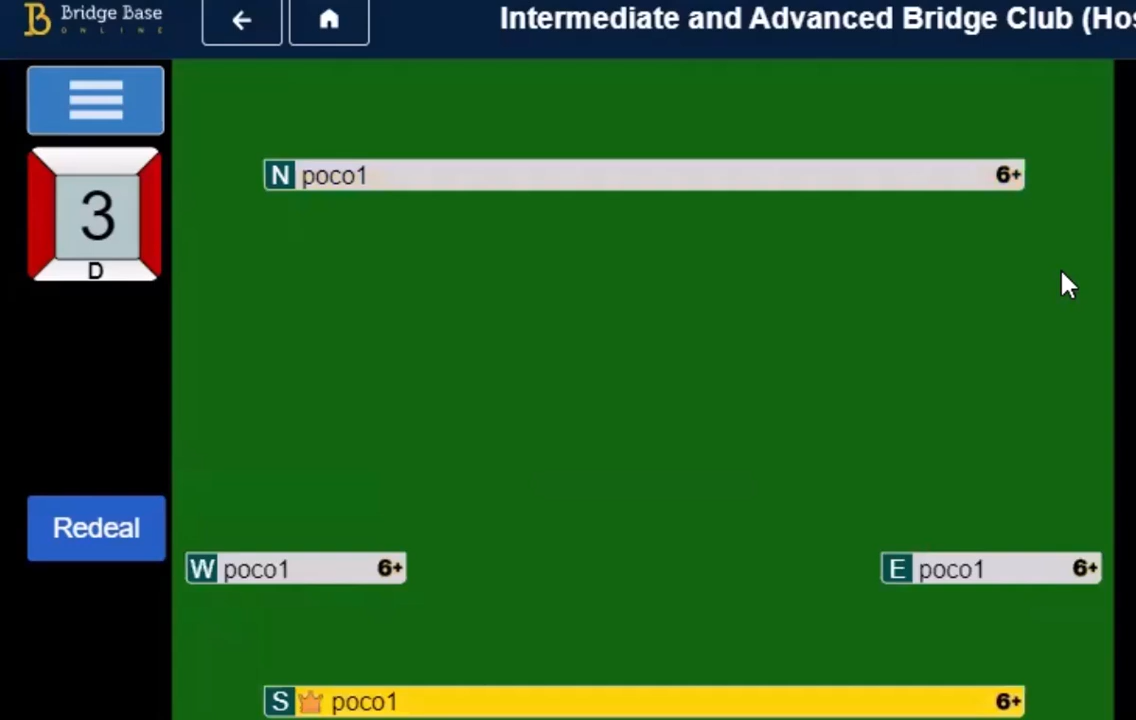 Bridge Base
ONLINE
Intermediate and Advanced Bridge Club (Hos
3
D
N poco1 6+
Redeal
W poco1 6+
E poco1 6+
S poco1 6+